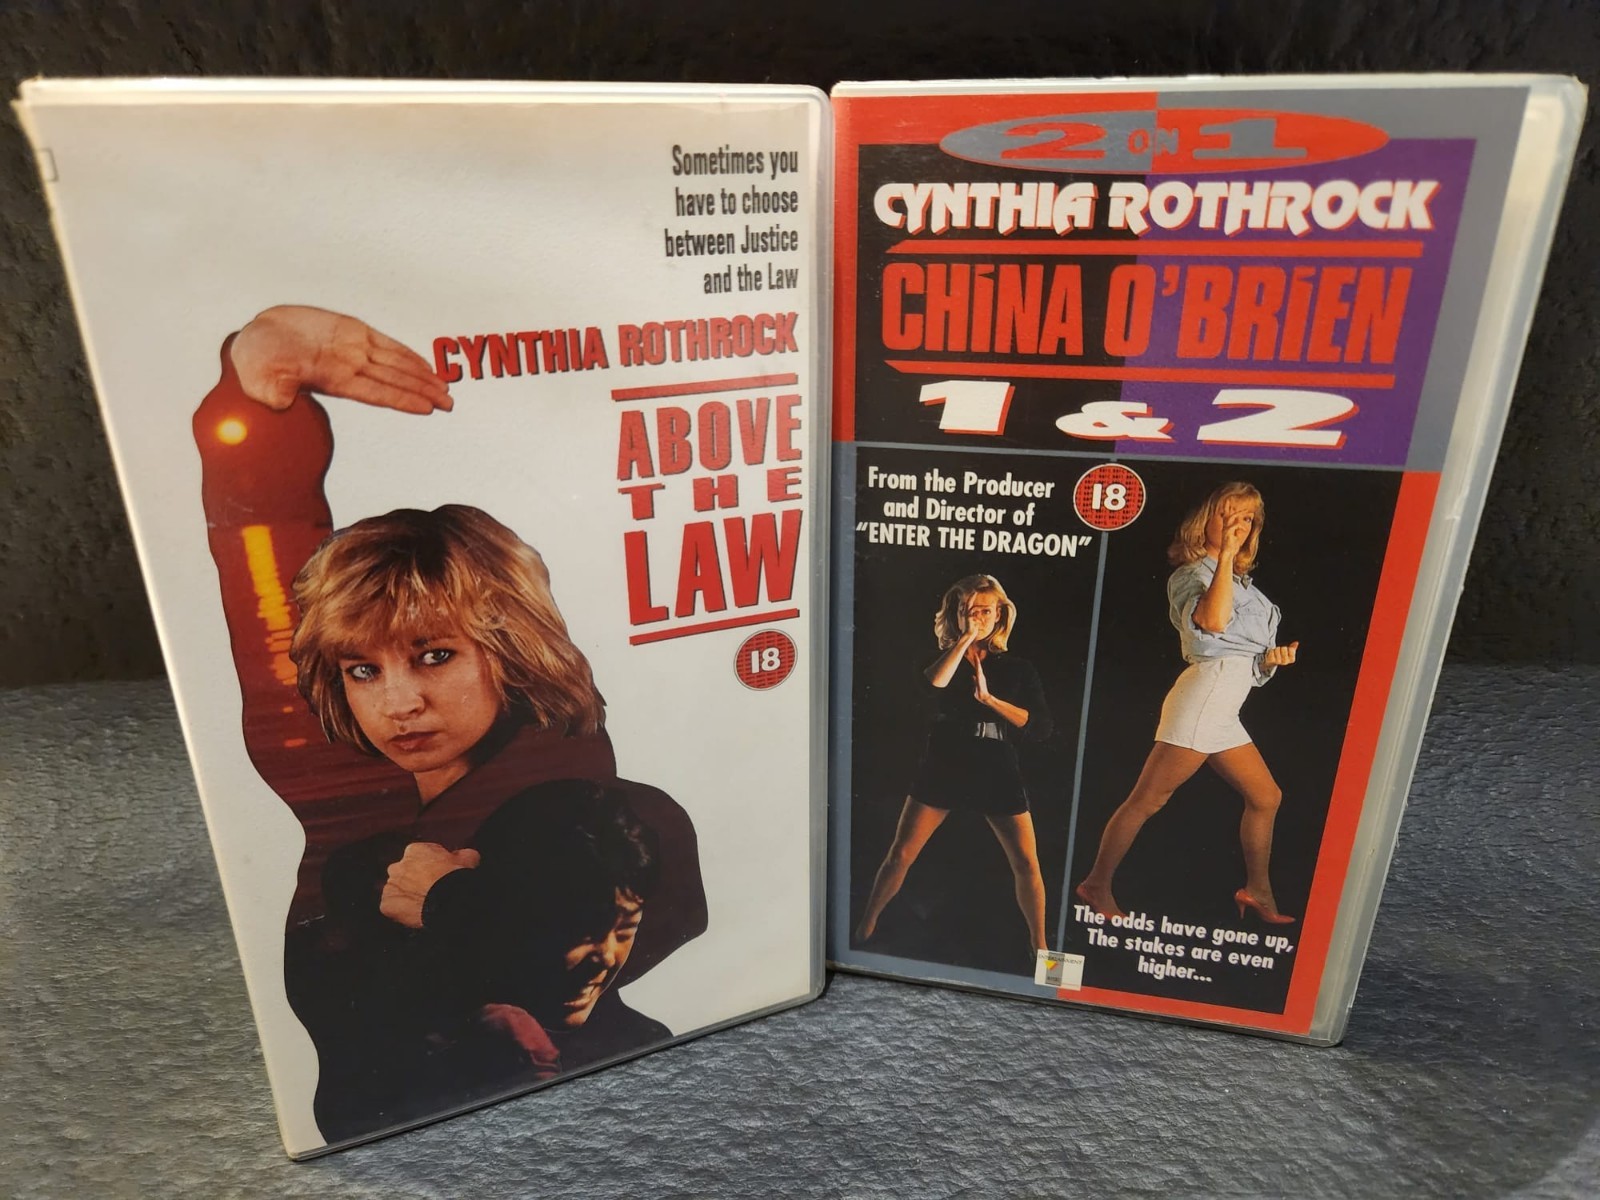 Sometimes you
have to choose
between Justice
and the Law
CYNTHIA ROTHROCK
ABOVE
THE
LAW
18
2 ON 1
CYNTHIA ROTHROCK
CHINA O'BRIEN
1 & 2
From the Producer
and Director of
"ENTER THE DRAGON"
18
The odds have gone up,
The stakes are even
higher...